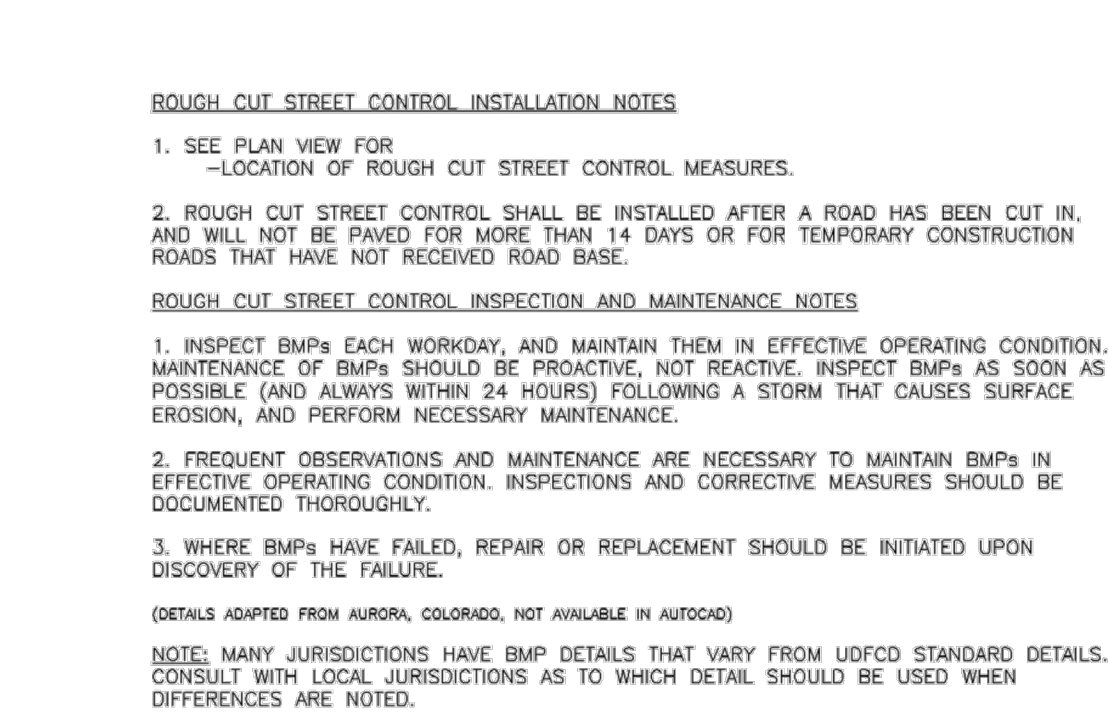 ROUGH CUT STREET CONTROL INSTALLATION NOTES
1. SEE PLAN VIEW FOR
–LOCATION OF ROUGH CUT STREET CONTROL MEASURES.
2. ROUGH CUT STREET CONTROL SHALL BE INSTALLED AFTER A ROAD HAS BEEN CUT IN,
AND WILL NOT BE PAVED FOR MORE THAN 14 DAYS OR FOR TEMPORARY CONSTRUCTION
ROADS THAT HAVE NOT RECEIVED ROAD BASE.
ROUGH CUT STREET CONTROL INSPECTION AND MAINTENANCE NOTES
1. INSPECT BMPs EACH WORKDAY, AND MAINTAIN THEM IN EFFECTIVE OPERATING CONDITION.
MAINTENANCE OF BMPs SHOULD BE PROACTIVE, NOT REACTIVE. INSPECT BMPs AS SOON AS
POSSIBLE (AND ALWAYS WITHIN 24 HOURS) FOLLOWING A STORM THAT CAUSES SURFACE
EROSION, AND PERFORM NECESSARY MAINTENANCE.
2. FREQUENT OBSERVATIONS AND MAINTENANCE ARE NECESSARY TO MAINTAIN BMPs IN
EFFECTIVE OPERATING CONDITION. INSPECTIONS AND CORRECTIVE MEASURES SHOULD BE
DOCUMENTED THOROUGHLY.
3. WHERE BMPs HAVE FAILED, REPAIR OR REPLACEMENT SHOULD BE INITIATED UPON
DISCOVERY OF THE FAILURE.
(DETAILS ADAPTED FROM AURORA, COLORADO, NOT AVAILABLE IN AUTOCAD)
NOTE: MANY JURISDICTIONS HAVE BMP DETAILS THAT VARY FROM UDFCD STANDARD DETAILS.
CONSULT WITH LOCAL JURISDICTIONS AS TO WHICH DETAIL SHOULD BE USED WHEN
DIFFERENCES ARE NOTED.